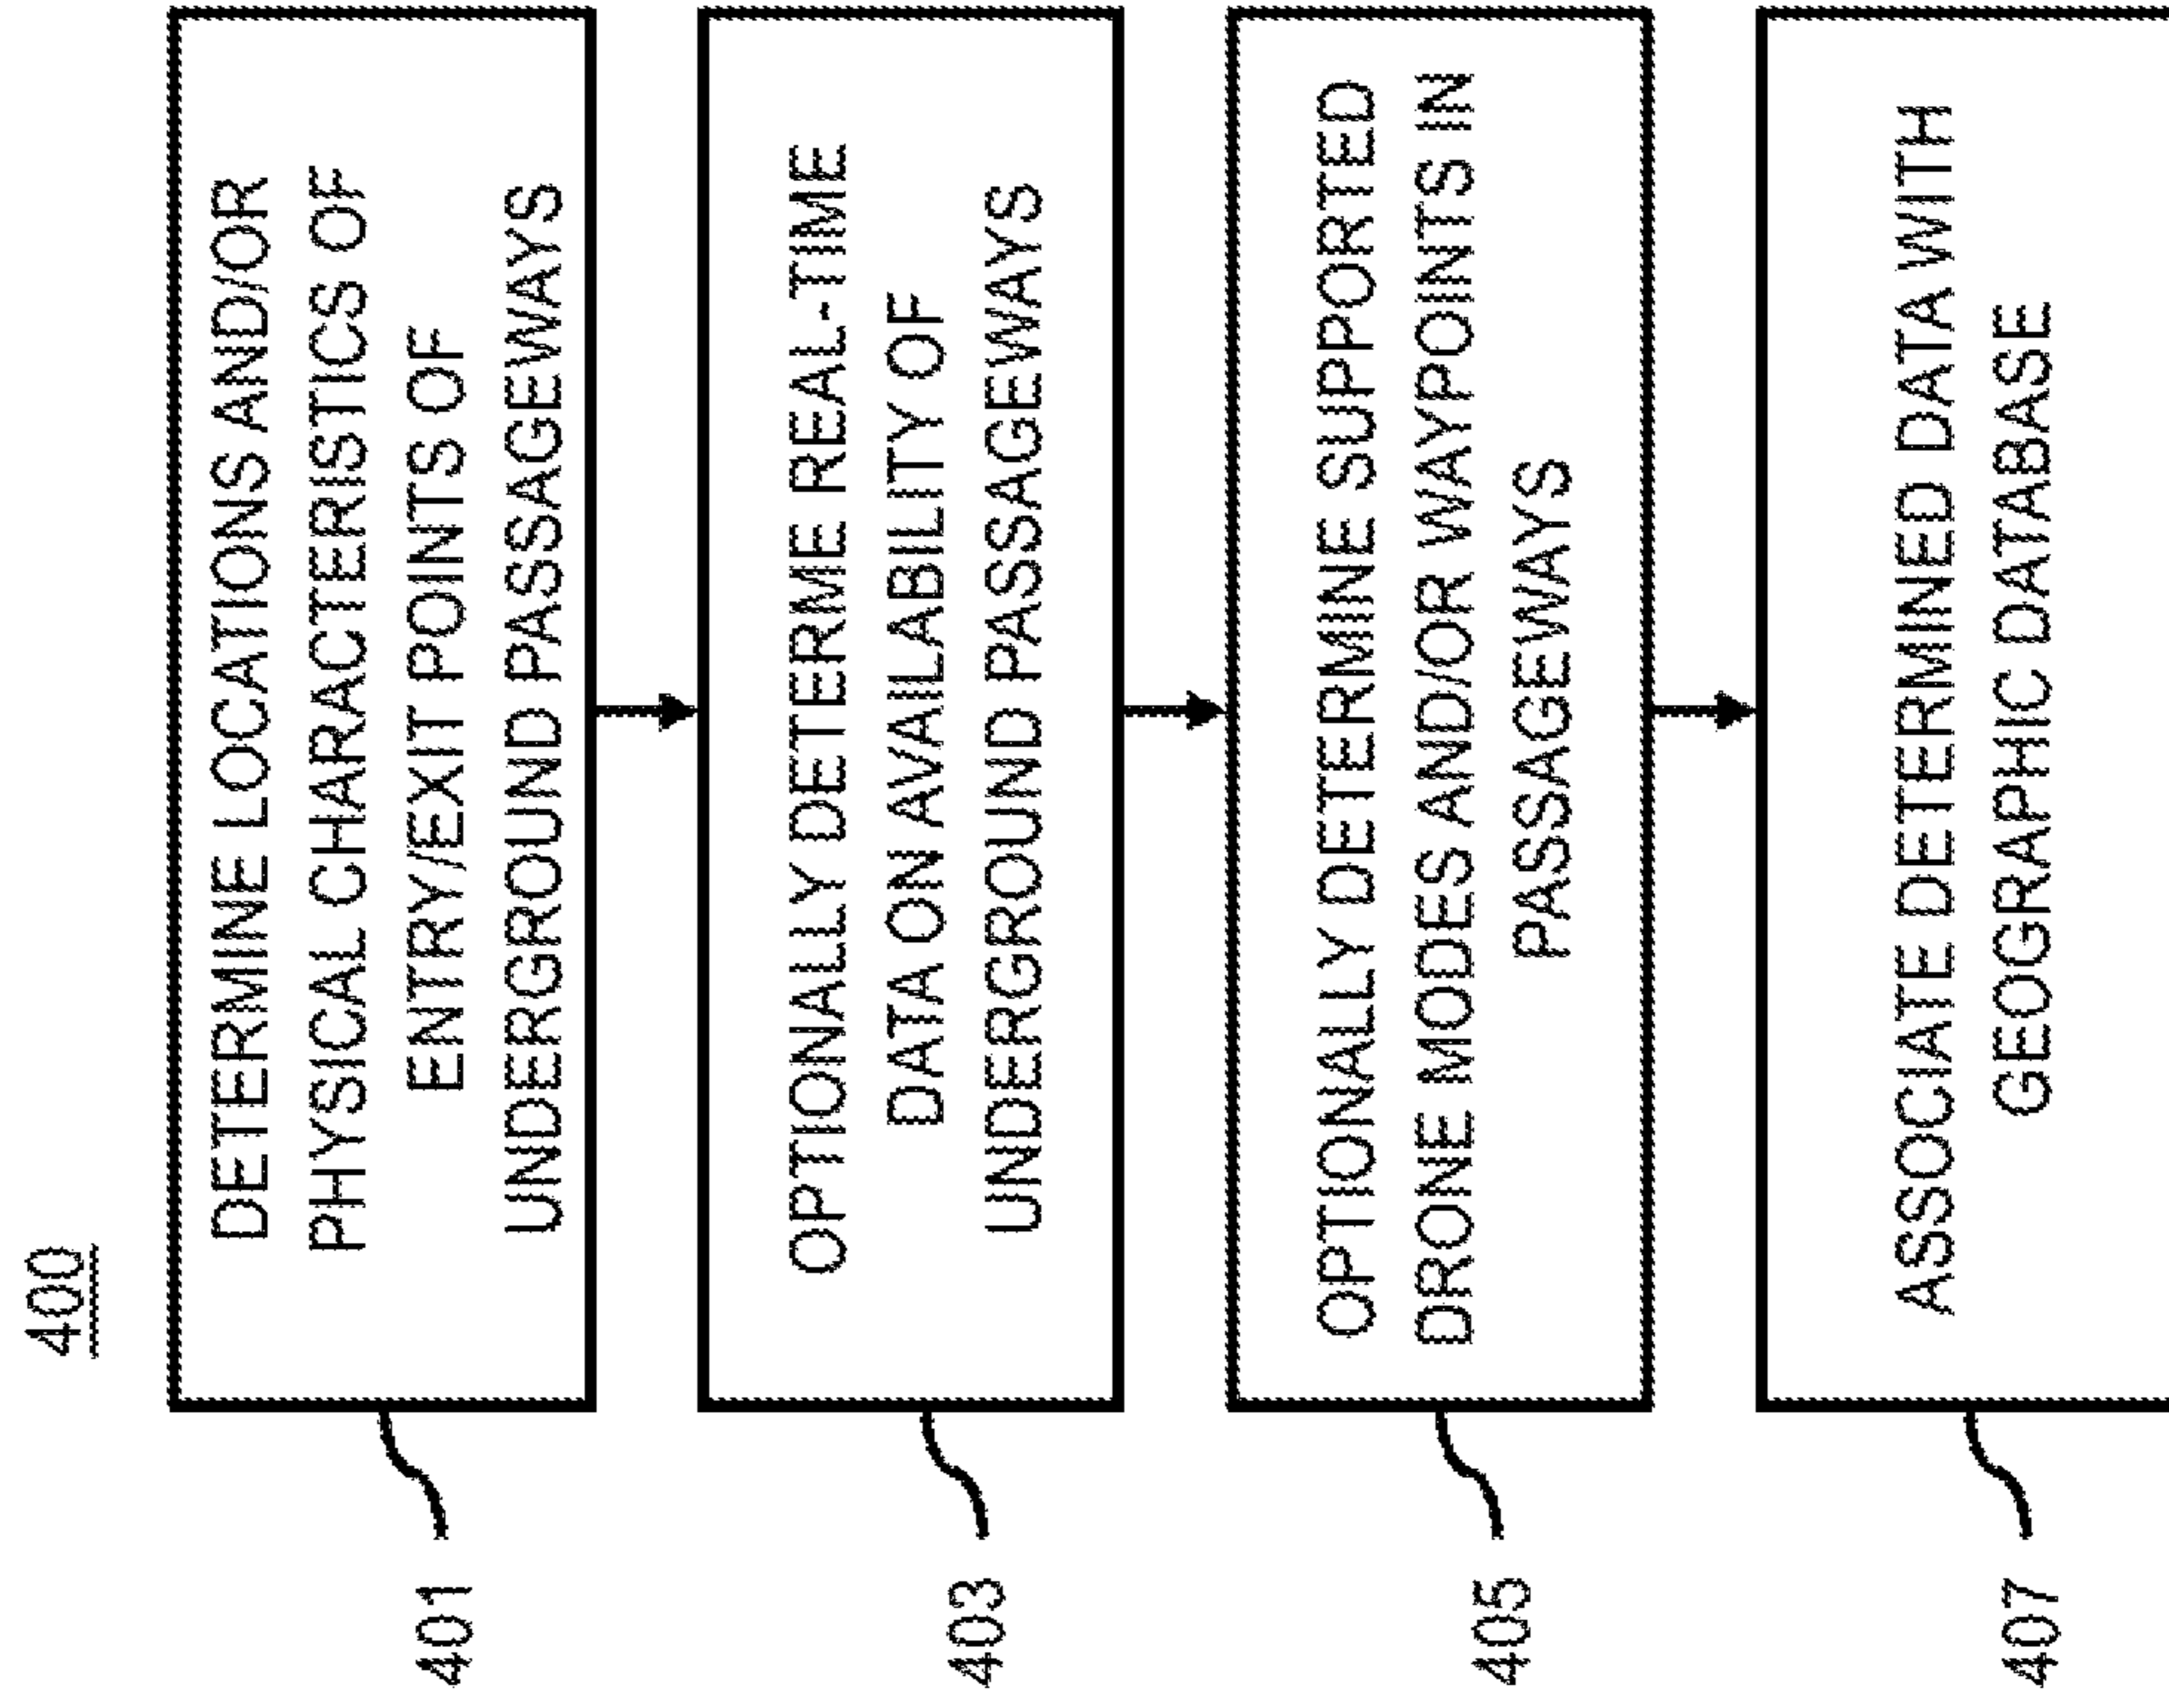 400
401
DETERMINE LOCATIONS AND/OR
PHYSICAL CHARACTERISTICS OF
ENTRY/EXIT POINTS OF
UNDERGROUND PASSAGEWAYS
403
OPTIONALLY DETERME REAL-TIME
DATA ON AVAILABILITY OF
UNDERGROUND PASSAGEWAYS
405
OPTIONALLY DETERMINE SUPPORTED
DRONE MODES AND/OR WAYPOINTS IN
PASSAGEWAYS
407
ASSOCIATE DETERMINED DATA WITH
GEOGRAPHIC DATABASE